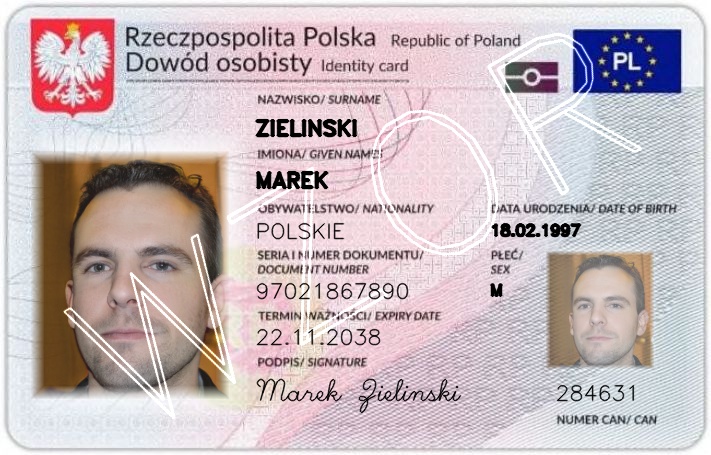 Rzeczpospolita Polska Republic of Poland
Dowód osobisty Identity card
PL
NAZWISKO/ SURNAME
ZIELINSKI
IMIONA/ GIVEN NAMES
MAREK
OBYWATELSTWO/ NATIONALITY
POLSKIE
DATA URODZENIA/ DATE OF BIRTH
18.02.1997
SERIA I NUMER DOKUMENTU/
DOCUMENT NUMBER
97021867890
PŁEĆ/
SEX
M
TERMIN WAŻNOŚCI/ EXPIRY DATE
22.11.2038
PODPIS/ SIGNATURE
Marek Zielinski
284631
NUMER CAN/ CAN
WZÓR